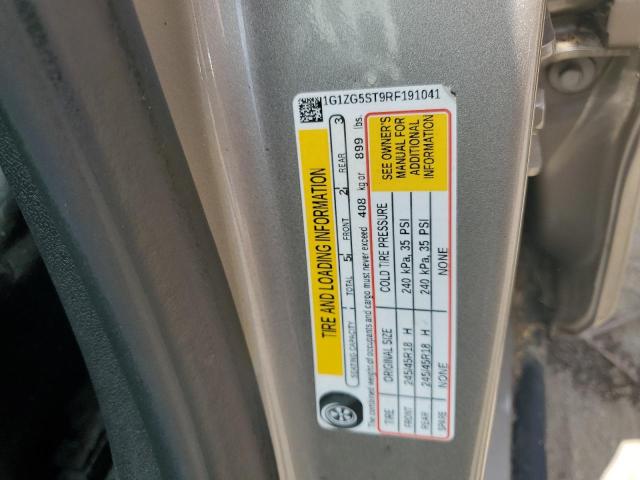 1G1ZG5ST9RF191041
TIRE AND LOADING INFORMATION
SEATING CAPACITY TOTAL 5 FRONT 2 REAR 3
The combined weight of occupants and cargo must never exceed 408 kg or 899 lbs.
TIRE ORIGINAL SIZE COLD TIRE PRESSURE
FRONT 245/45R18 H 240 kPa, 35 PSI
REAR 245/45R18 H 240 kPa, 35 PSI
SPARE NONE NONE
SEE OWNER'S
MANUAL FOR
ADDITIONAL
INFORMATION